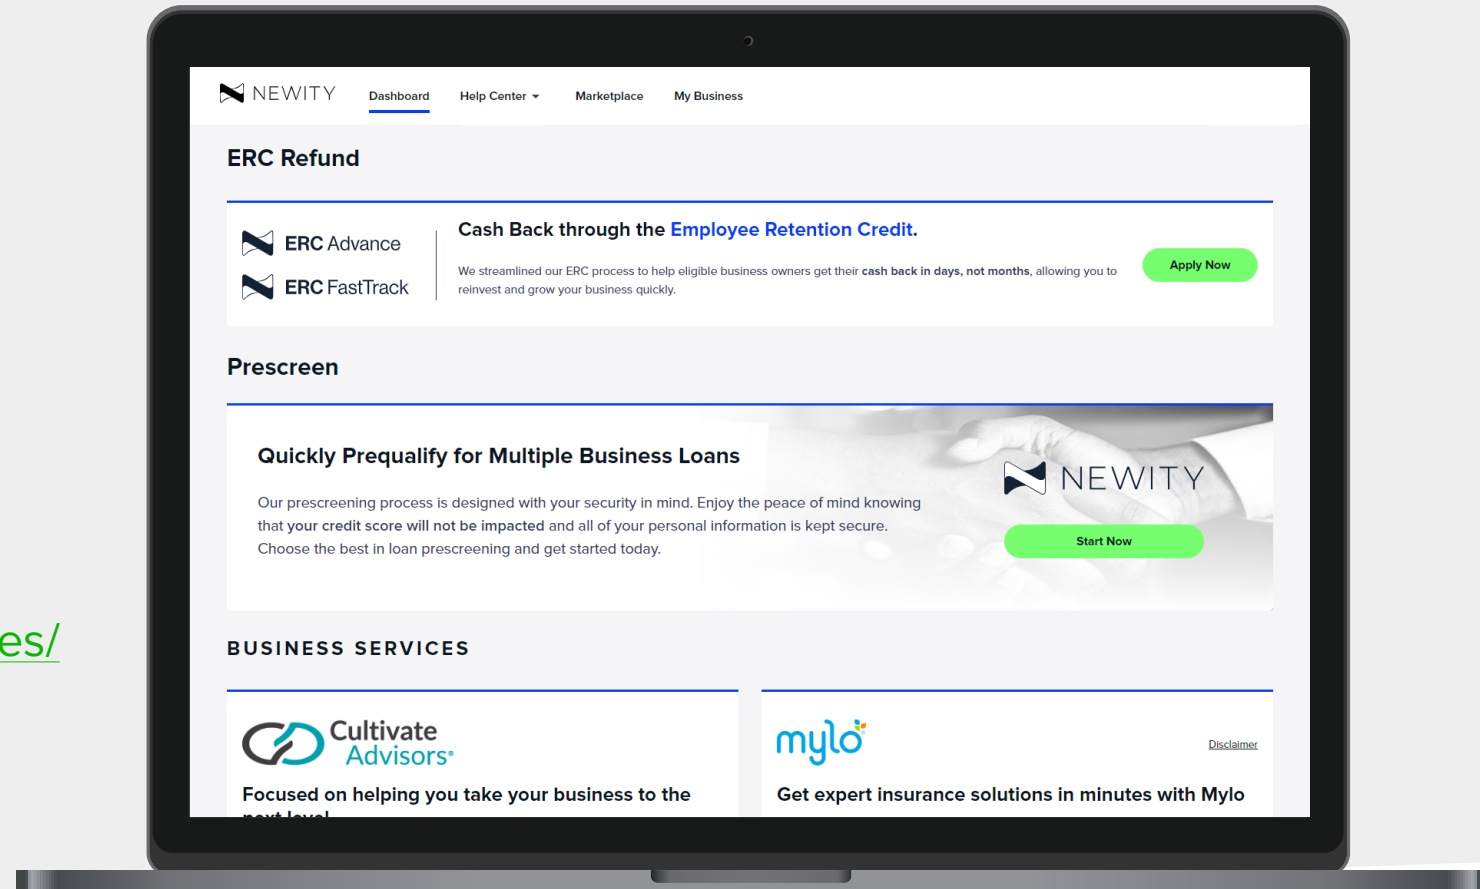 NEWITY
Dashboard
Help Center
Marketplace
My Business
ERC Refund
ERC Advance
ERC FastTrack
Cash Back through the Employee Retention Credit.
We streamlined our ERC process to help eligible business owners get their cash back in days, not months, allowing you to
reinvest and grow your business quickly.
Apply Now
Prescreen
Quickly Prequalify for Multiple Business Loans
Our prescreening process is designed with your security in mind. Enjoy the peace of mind knowing
that your credit score will not be impacted and all of your personal information is kept secure.
Choose the best in loan prescreening and get started today.
NEWITY
Start Now
es/
BUSINESS SERVICES
Cultivate
Advisors®
Focused on helping you take your business to the
next level
mylo
Disclaimer
Get expert insurance solutions in minutes with Mylo